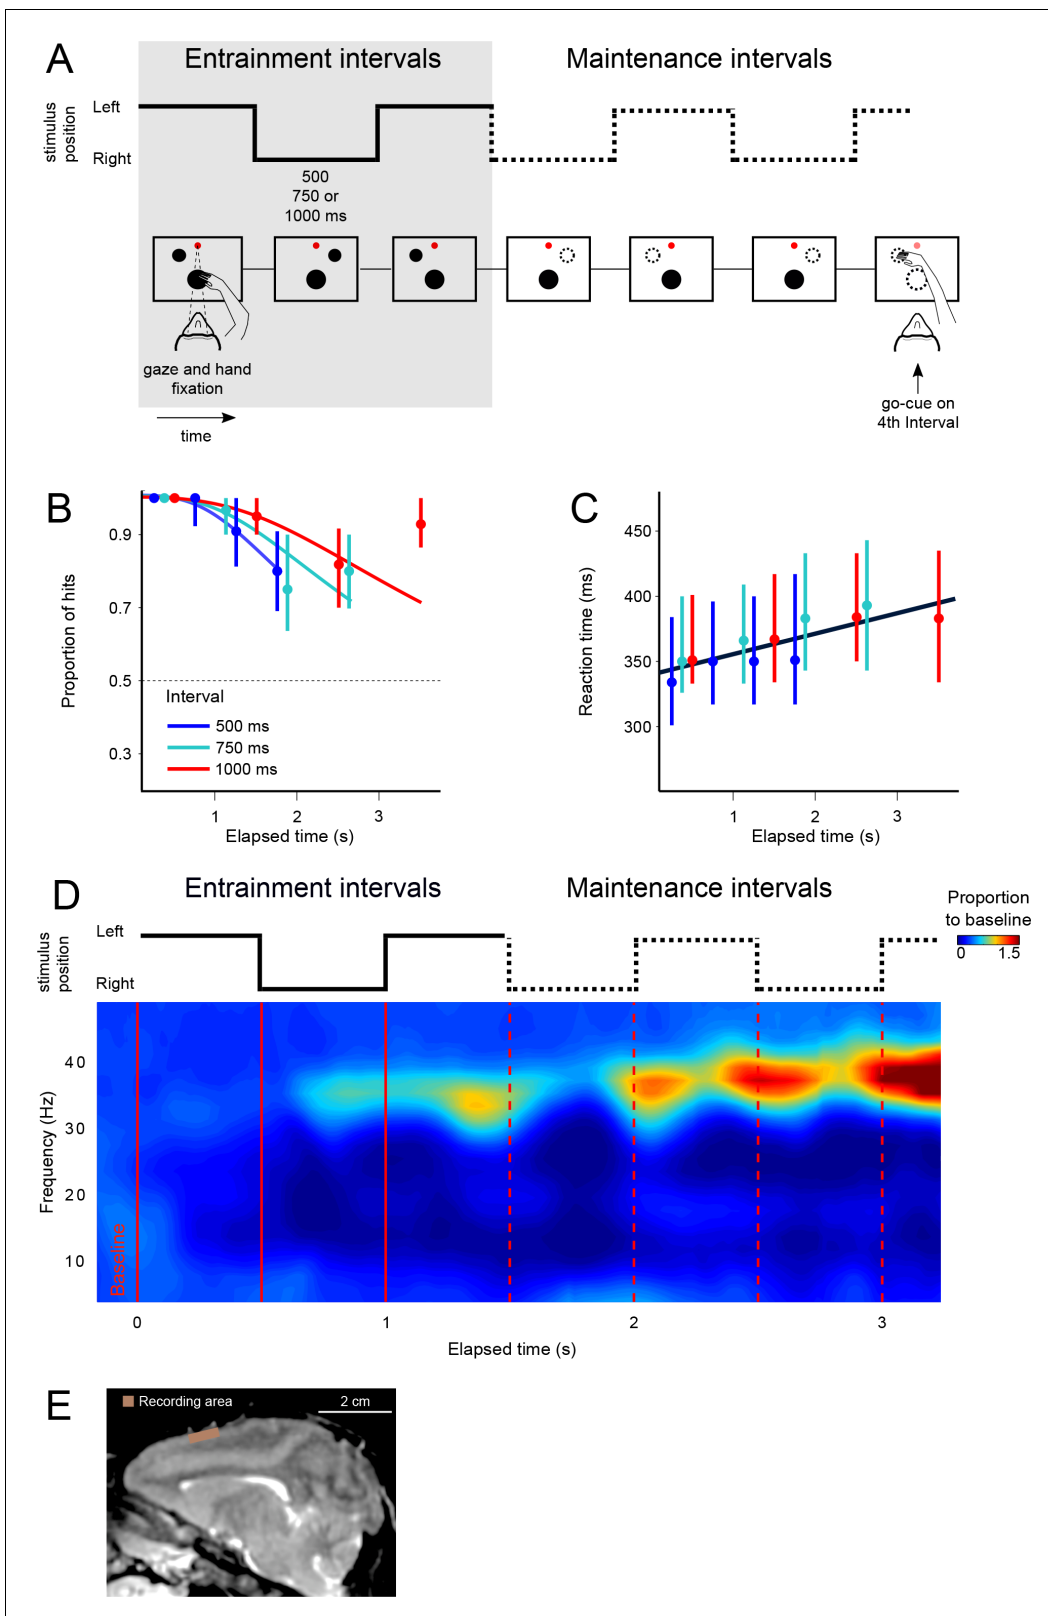 A
Entrainment intervals
Maintenance intervals
stimulus
position
Left
Right
500
750 or
1000 ms
gaze and hand
fixation
time
go-cue on
4th Interval
B
Proportion of hits
0.9
0.7
0.5
0.3
Interval
500 ms
750 ms
1000 ms
1
2
3
Elapsed time (s)
C
Reaction time (ms)
450
400
350
300
1
2
3
Elapsed time (s)
D
Entrainment intervals
Maintenance intervals
Proportion
to baseline
0
1.5
stimulus
position
Left
Right
Frequency (Hz)
40
30
20
10
Baseline
0
1
2
3
Elapsed time (s)
E
Recording area
2 cm